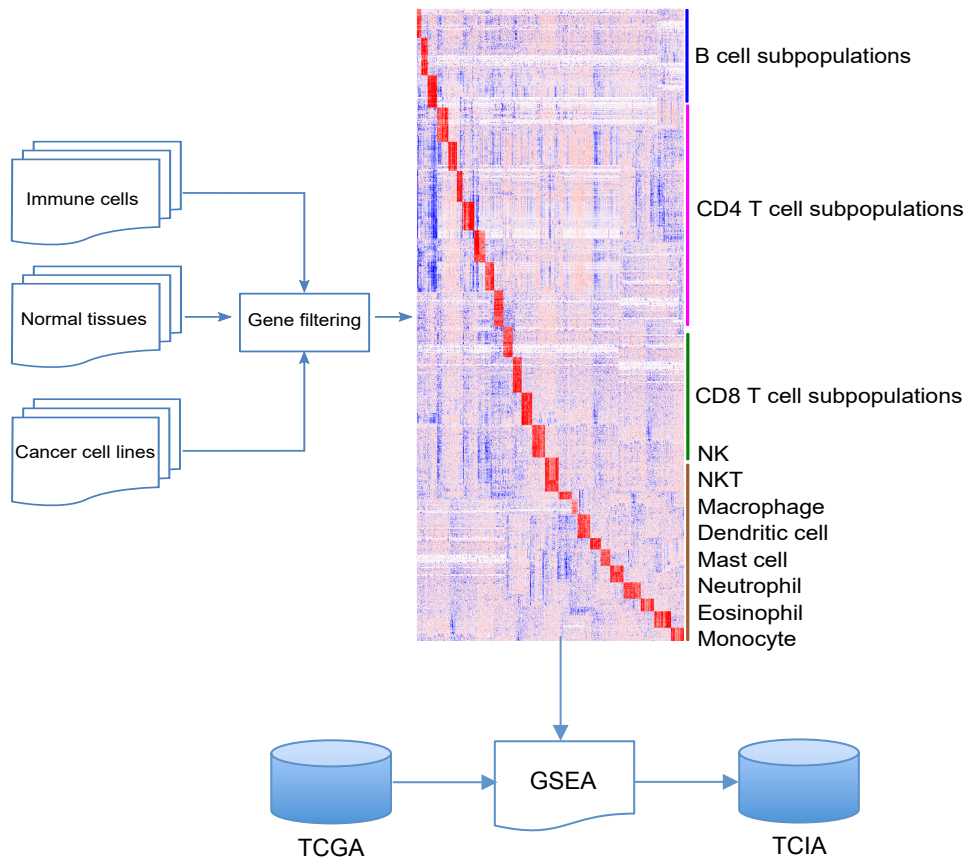 Immune cells
Normal tissues
Cancer cell lines
Gene filtering
B cell subpopulations
CD4 T cell subpopulations
CD8 T cell subpopulations
NK
NKT
Macrophage
Dendritic cell
Mast cell
Neutrophil
Eosinophil
Monocyte
GSEA
TCGA
TCIA